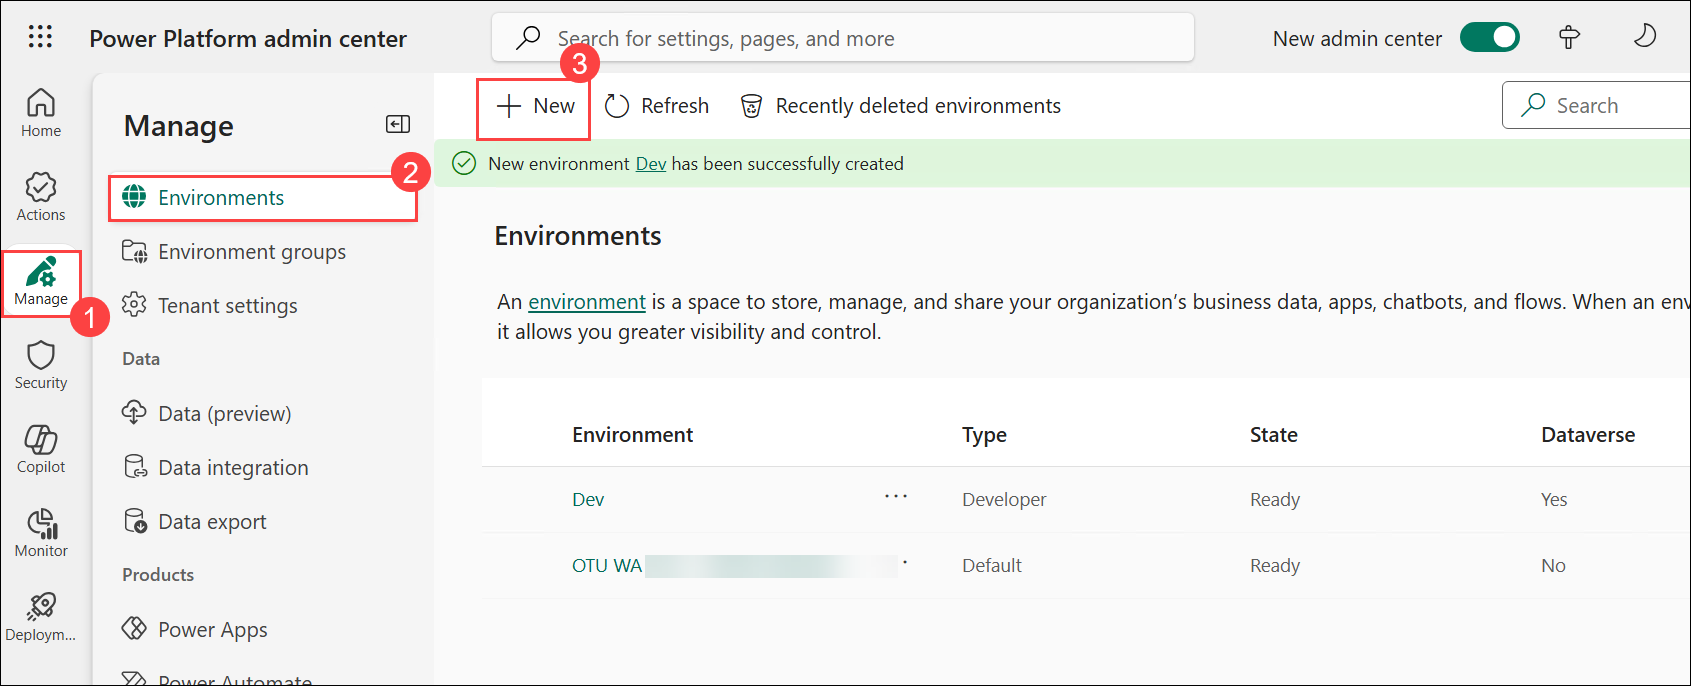 Power Platform admin center
Search for settings, pages, and more
New admin center
Home
Actions
Manage
1
Security
Copilot
Monitor
Deploym...
Manage
2
Environments
Environment groups
Tenant settings
Data
Data (preview)
Data integration
Data export
Products
Power Apps
Power Automate
3
New
Refresh
Recently deleted environments
Search
New environment Dev has been successfully created
Environments
An environment is a space to store, manage, and share your organization's business data, apps, chatbots, and flows. When an env
it allows you greater visibility and control.
Environment Type State Dataverse
Dev ... Developer Ready Yes
OTU WA Default Ready No